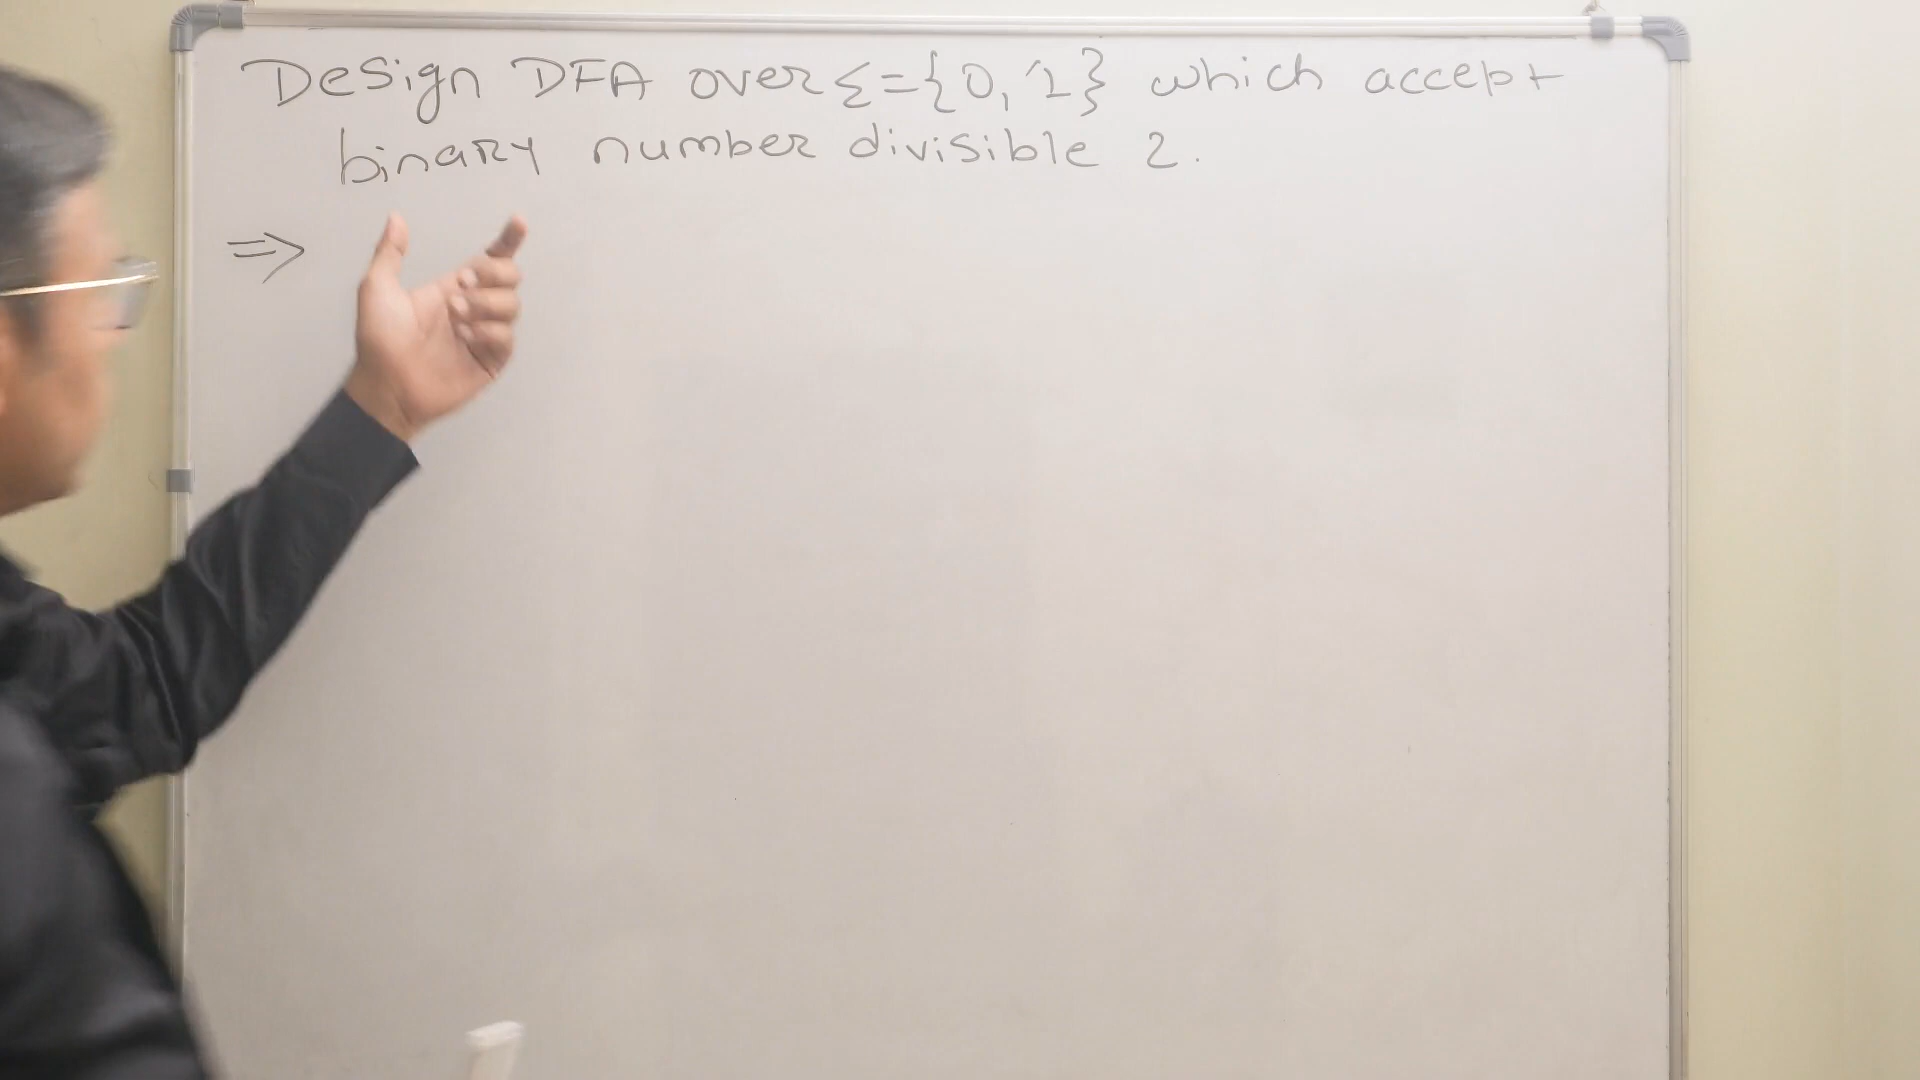 Design DFA over Σ={0,1} which accept
binary number divisible 2.
⇒